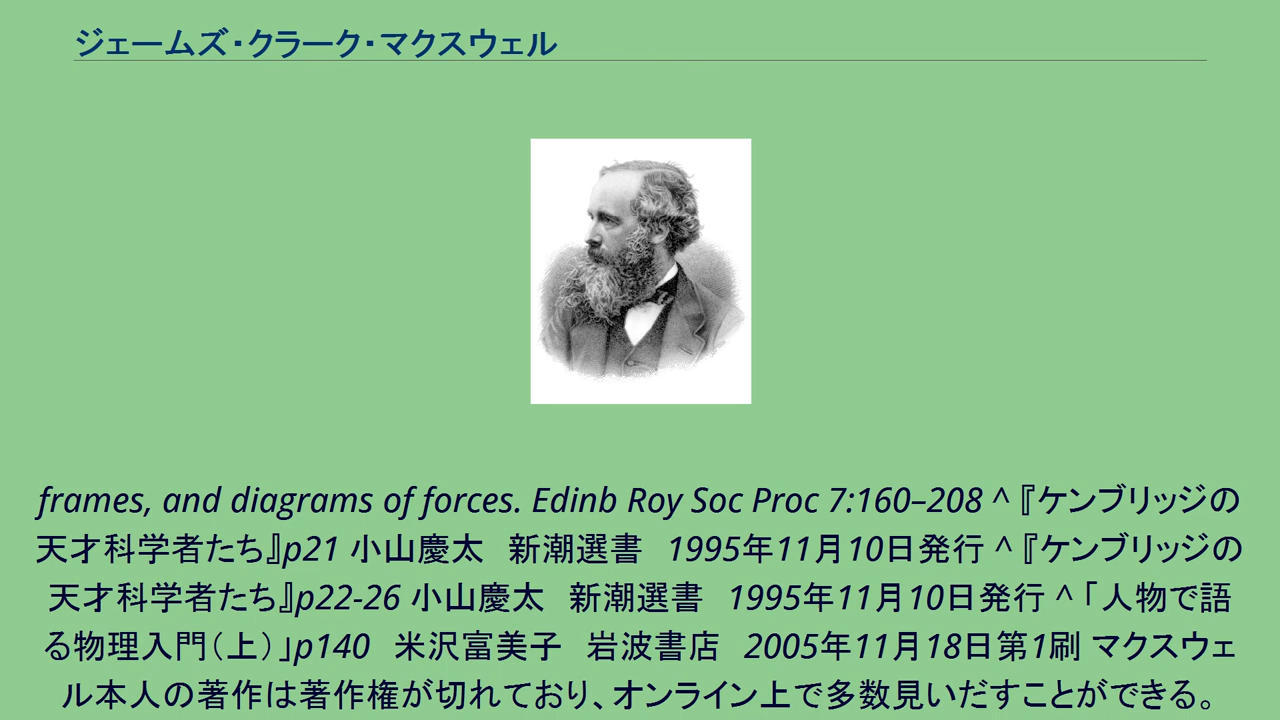 ジェームズ・クラーク・マクスウェル
frames, and diagrams of forces. Edinb Roy Soc Proc 7:160–208 ^『ケンブリッジの
天才科学者たち』p21 小山慶太　新潮選書　1995年11月10日発行 ^『ケンブリッジの
天才科学者たち』p22-26 小山慶太　新潮選書　1995年11月10日発行 ^「人物で語
る物理入門（上）」p140　米沢富美子　岩波書店　2005年11月18日第1刷 マクスウェ
ル本人の著作は著作権が切れており、オンライン上で多数見いだすことができる。